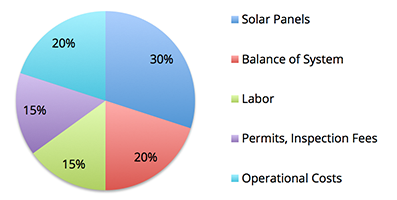 20%
30%
15%
15%
20%
Solar Panels
Balance of System
Labor
Permits, Inspection Fees
Operational Costs